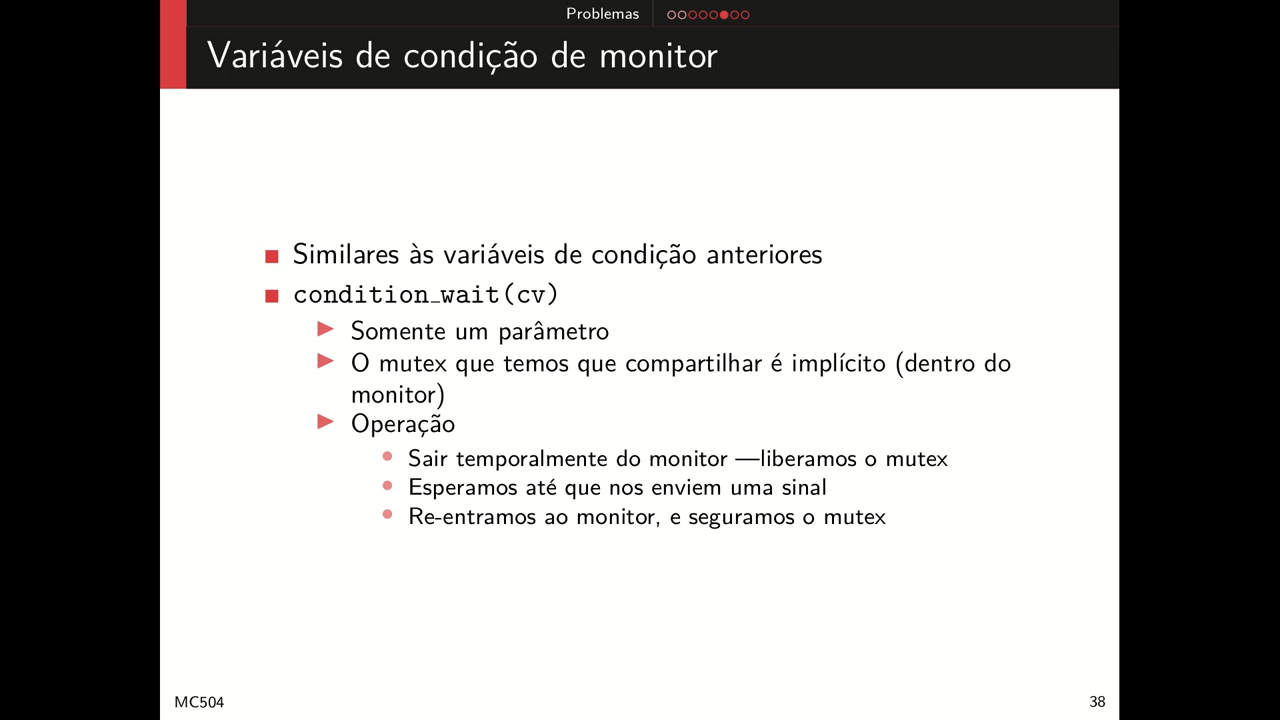 Problemas
Variáveis de condição de monitor
Similares às variáveis de condição anteriores
condition_wait(cv)
Somente um parâmetro
O mutex que temos que compartilhar é implícito (dentro do
monitor)
Operação
Sair temporalmente do monitor —liberamos o mutex
Esperamos até que nos enviem uma sinal
Re-entramos ao monitor, e seguramos o mutex
MC504
38